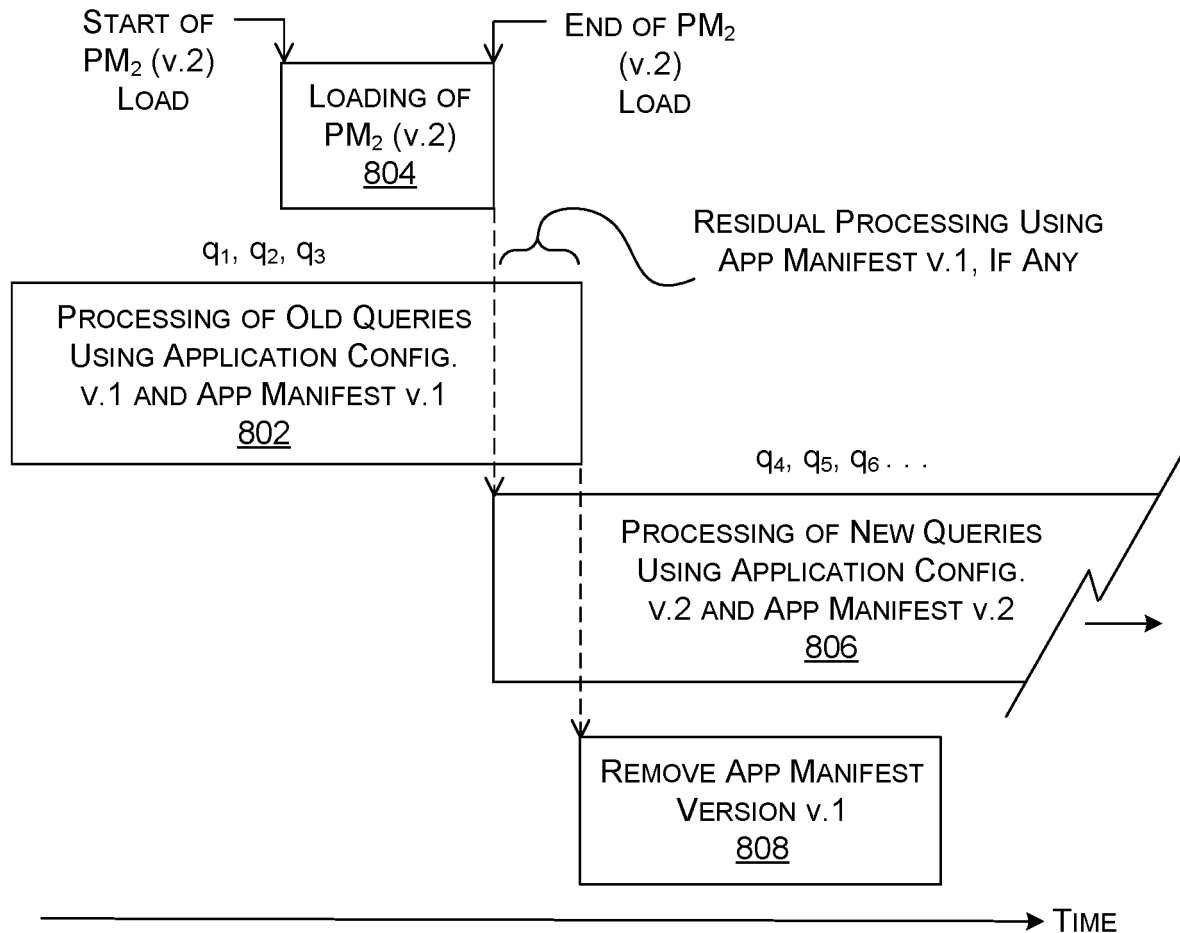 START OF
PM₂ (V.2)
LOAD
END OF PM₂
(V.2)
LOAD
LOADING OF
PM₂ (V.2)
804
RESIDUAL PROCESSING USING
APP MANIFEST V.1, IF ANY
q₁, q₂, q₃
PROCESSING OF OLD QUERIES
USING APPLICATION CONFIG.
V.1 AND APP MANIFEST V.1
802
q₄, q₅, q₆ . . .
PROCESSING OF NEW QUERIES
USING APPLICATION CONFIG.
V.2 AND APP MANIFEST V.2
806
REMOVE APP MANIFEST
VERSION V.1
808
TIME